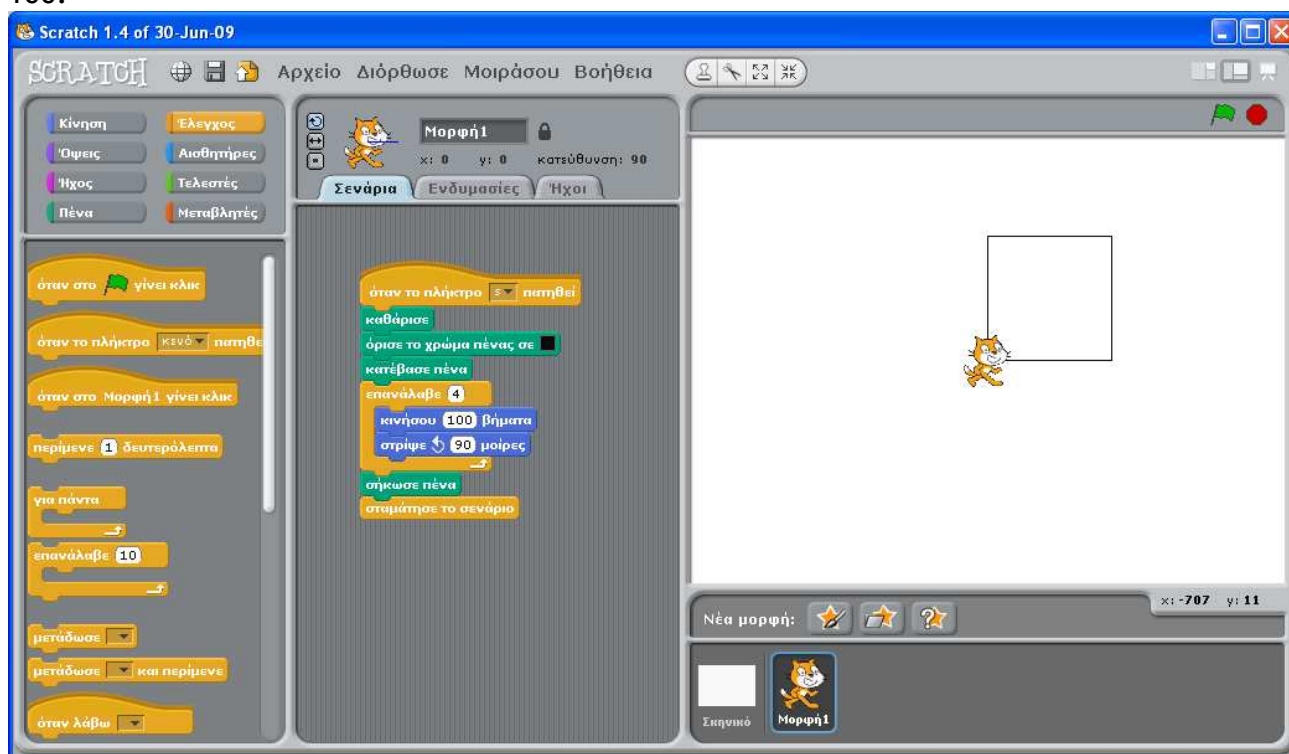 Scratch 1.4 of 30-Jun-09
SCRATCH Αρχείο Διόρθωσε Μοιράσου Βοήθεια
Κίνηση Έλεγχος
Όψεις Αισθητήρες
Ήχος Τελεστές
Πένα Μεταβλητές
όταν στο γίνει κλικ
όταν το πλήκτρο κενό πατηθε
όταν στο Μορφή1 γίνει κλικ
περίμενε 1 δευτερόλεπτα
για πάντα
επανάλαβε 10
μετάδωσε
μετάδωσε και περίμενε
όταν λάβω
Μορφή1
x: 0 y: 0 κατεύθυνση: 90
Σενάρια Ενδυμασίες Ήχοι
όταν το πλήκτρο s πατηθεί
καθάρισε
όρισε το χρώμα πένας σε
κατέβασε πένα
επανάλαβε 4
κινήσου 100 βήματα
στρίψε 90 μοίρες
σήκωσε πένα
σταμάτησε το σενάριο
x: -707 y: 11
Νέα μορφή:
Σκηνικό
Μορφή1